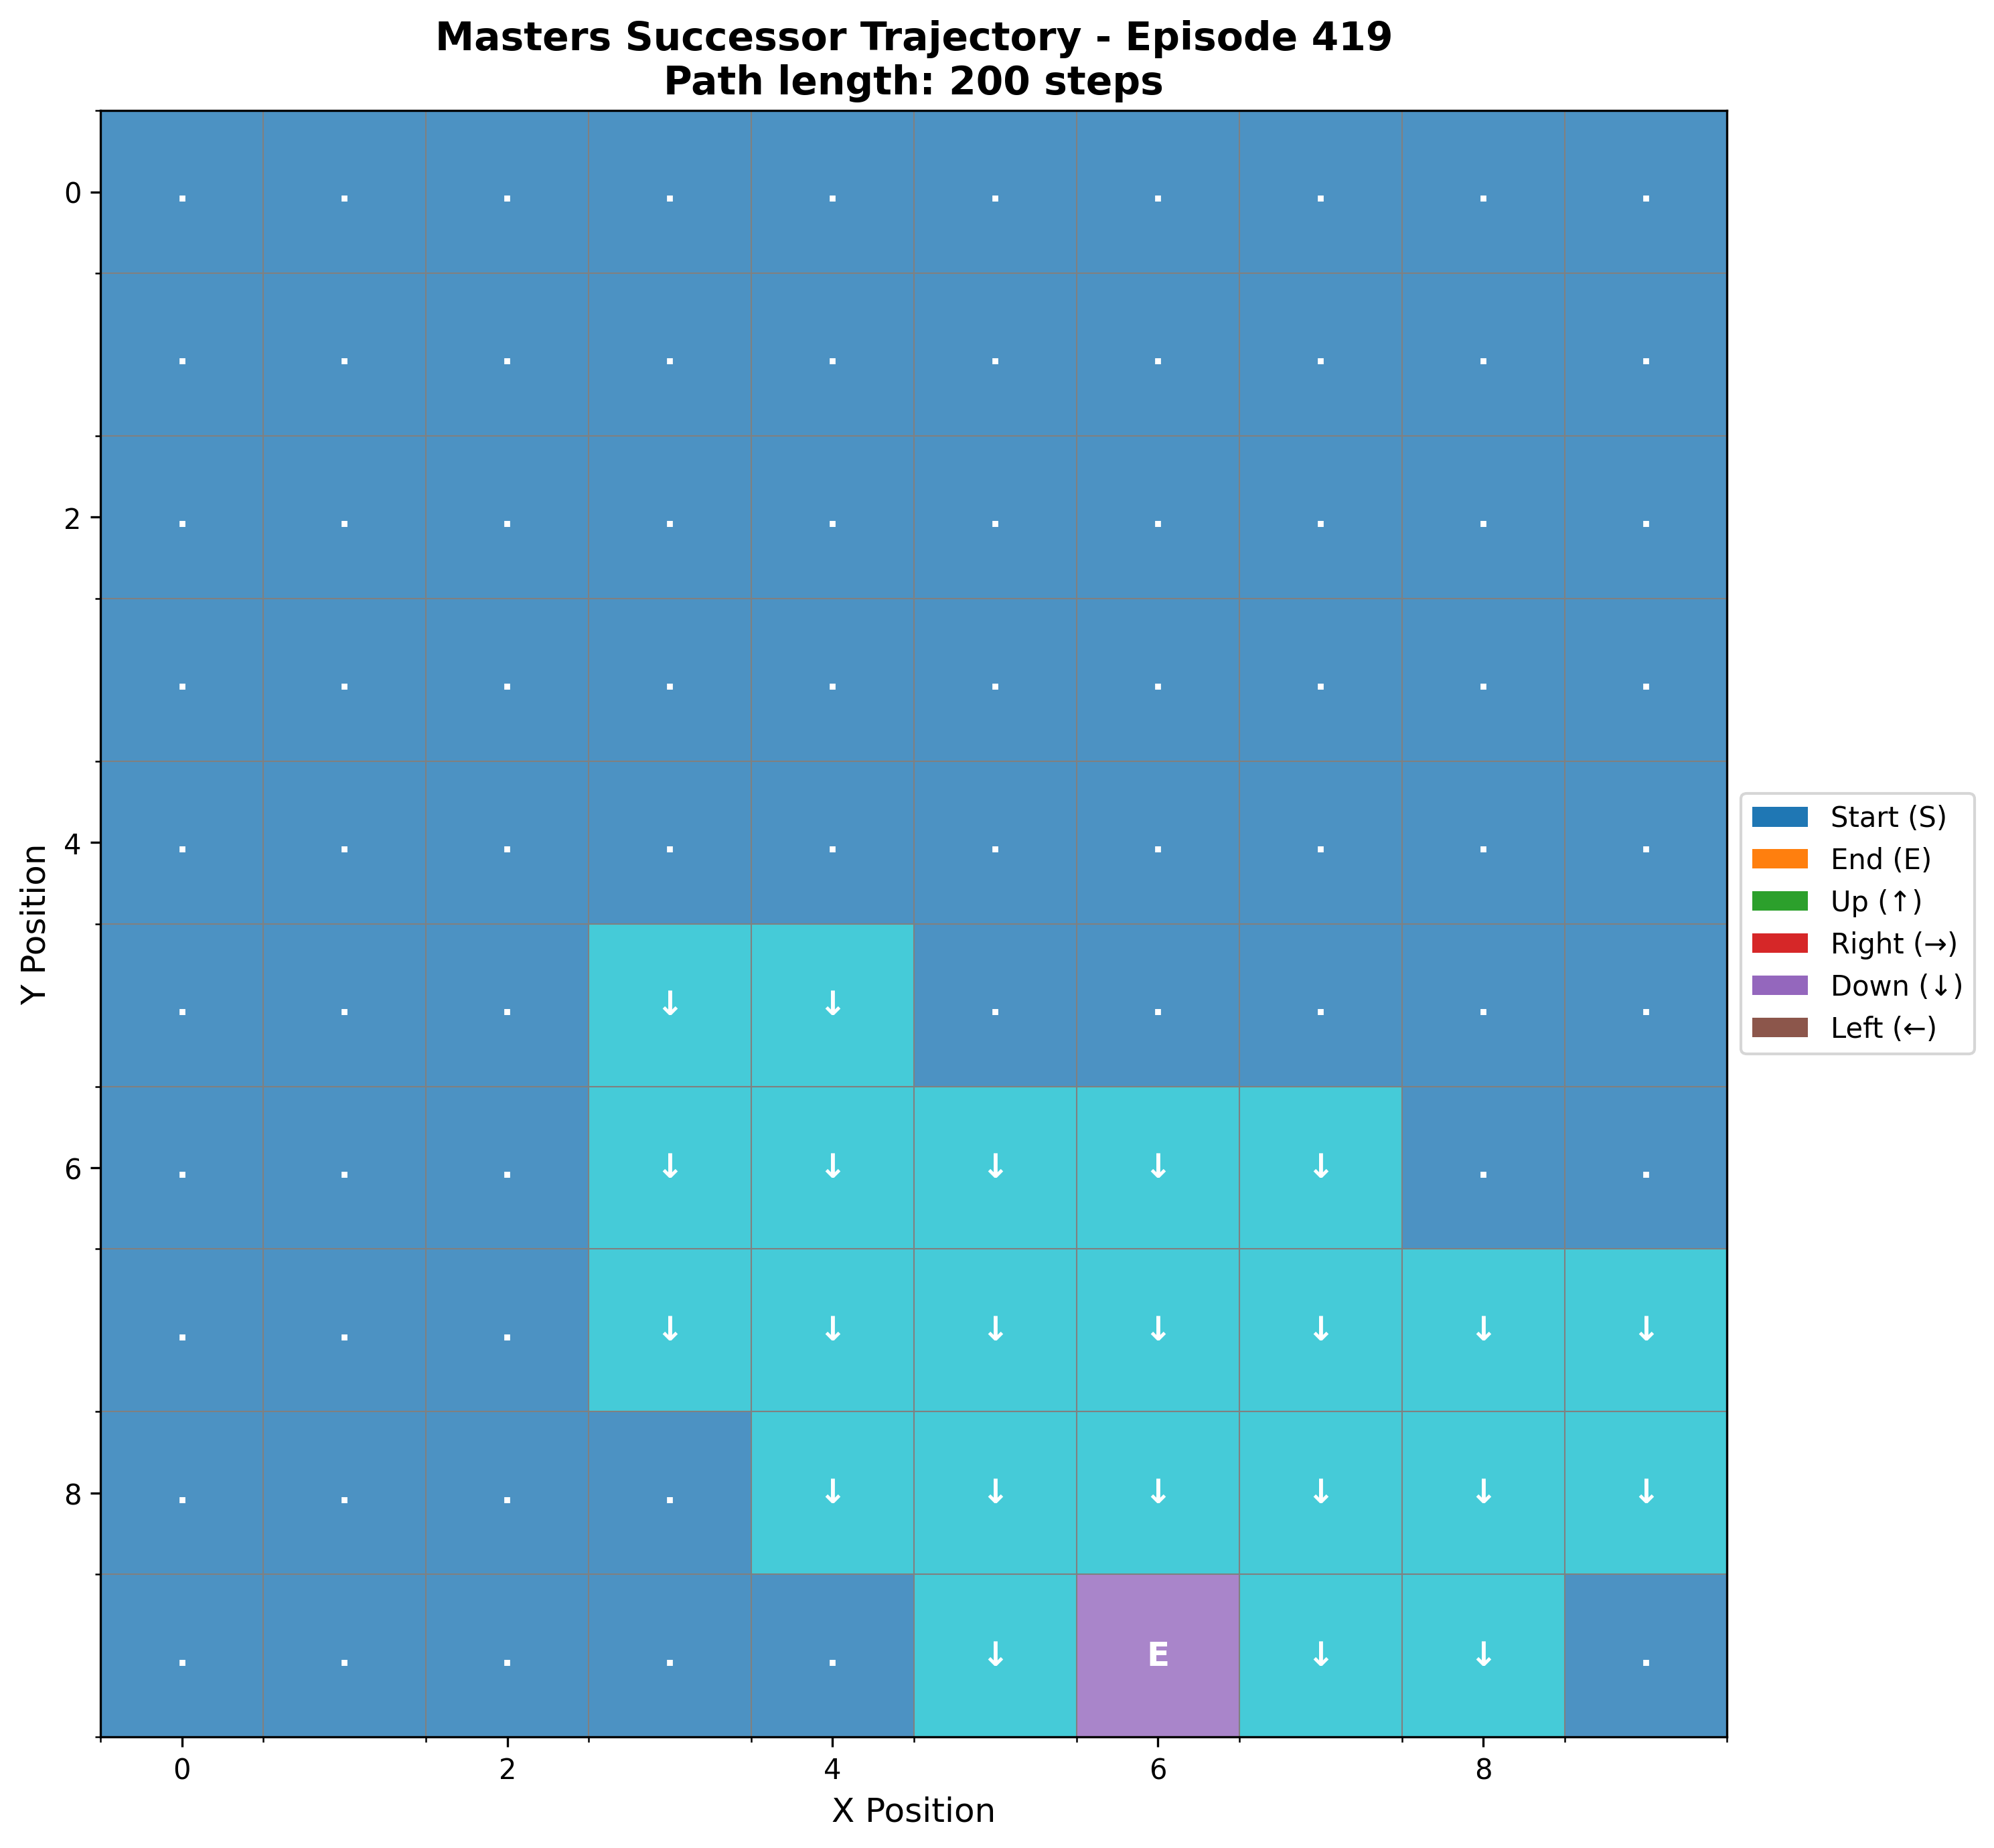 Masters Successor Trajectory - Episode 419
Path length: 200 steps
0
. . . . . . . . . .
. . . . . . . . . .
2
. . . . . . . . . .
. . . . . . . . . .
4
. . . . . . . . . .
. . . ↓ ↓ . . . . .
6
. . . ↓ ↓ ↓ ↓ ↓ . .
. . . ↓ ↓ ↓ ↓ ↓ ↓ ↓
8
. . . . ↓ ↓ ↓ ↓ ↓ ↓
. . . . . ↓ E ↓ ↓ .
0 2 4 6 8
X Position
Y Position
Start (S)
End (E)
Up (↑)
Right (→)
Down (↓)
Left (←)